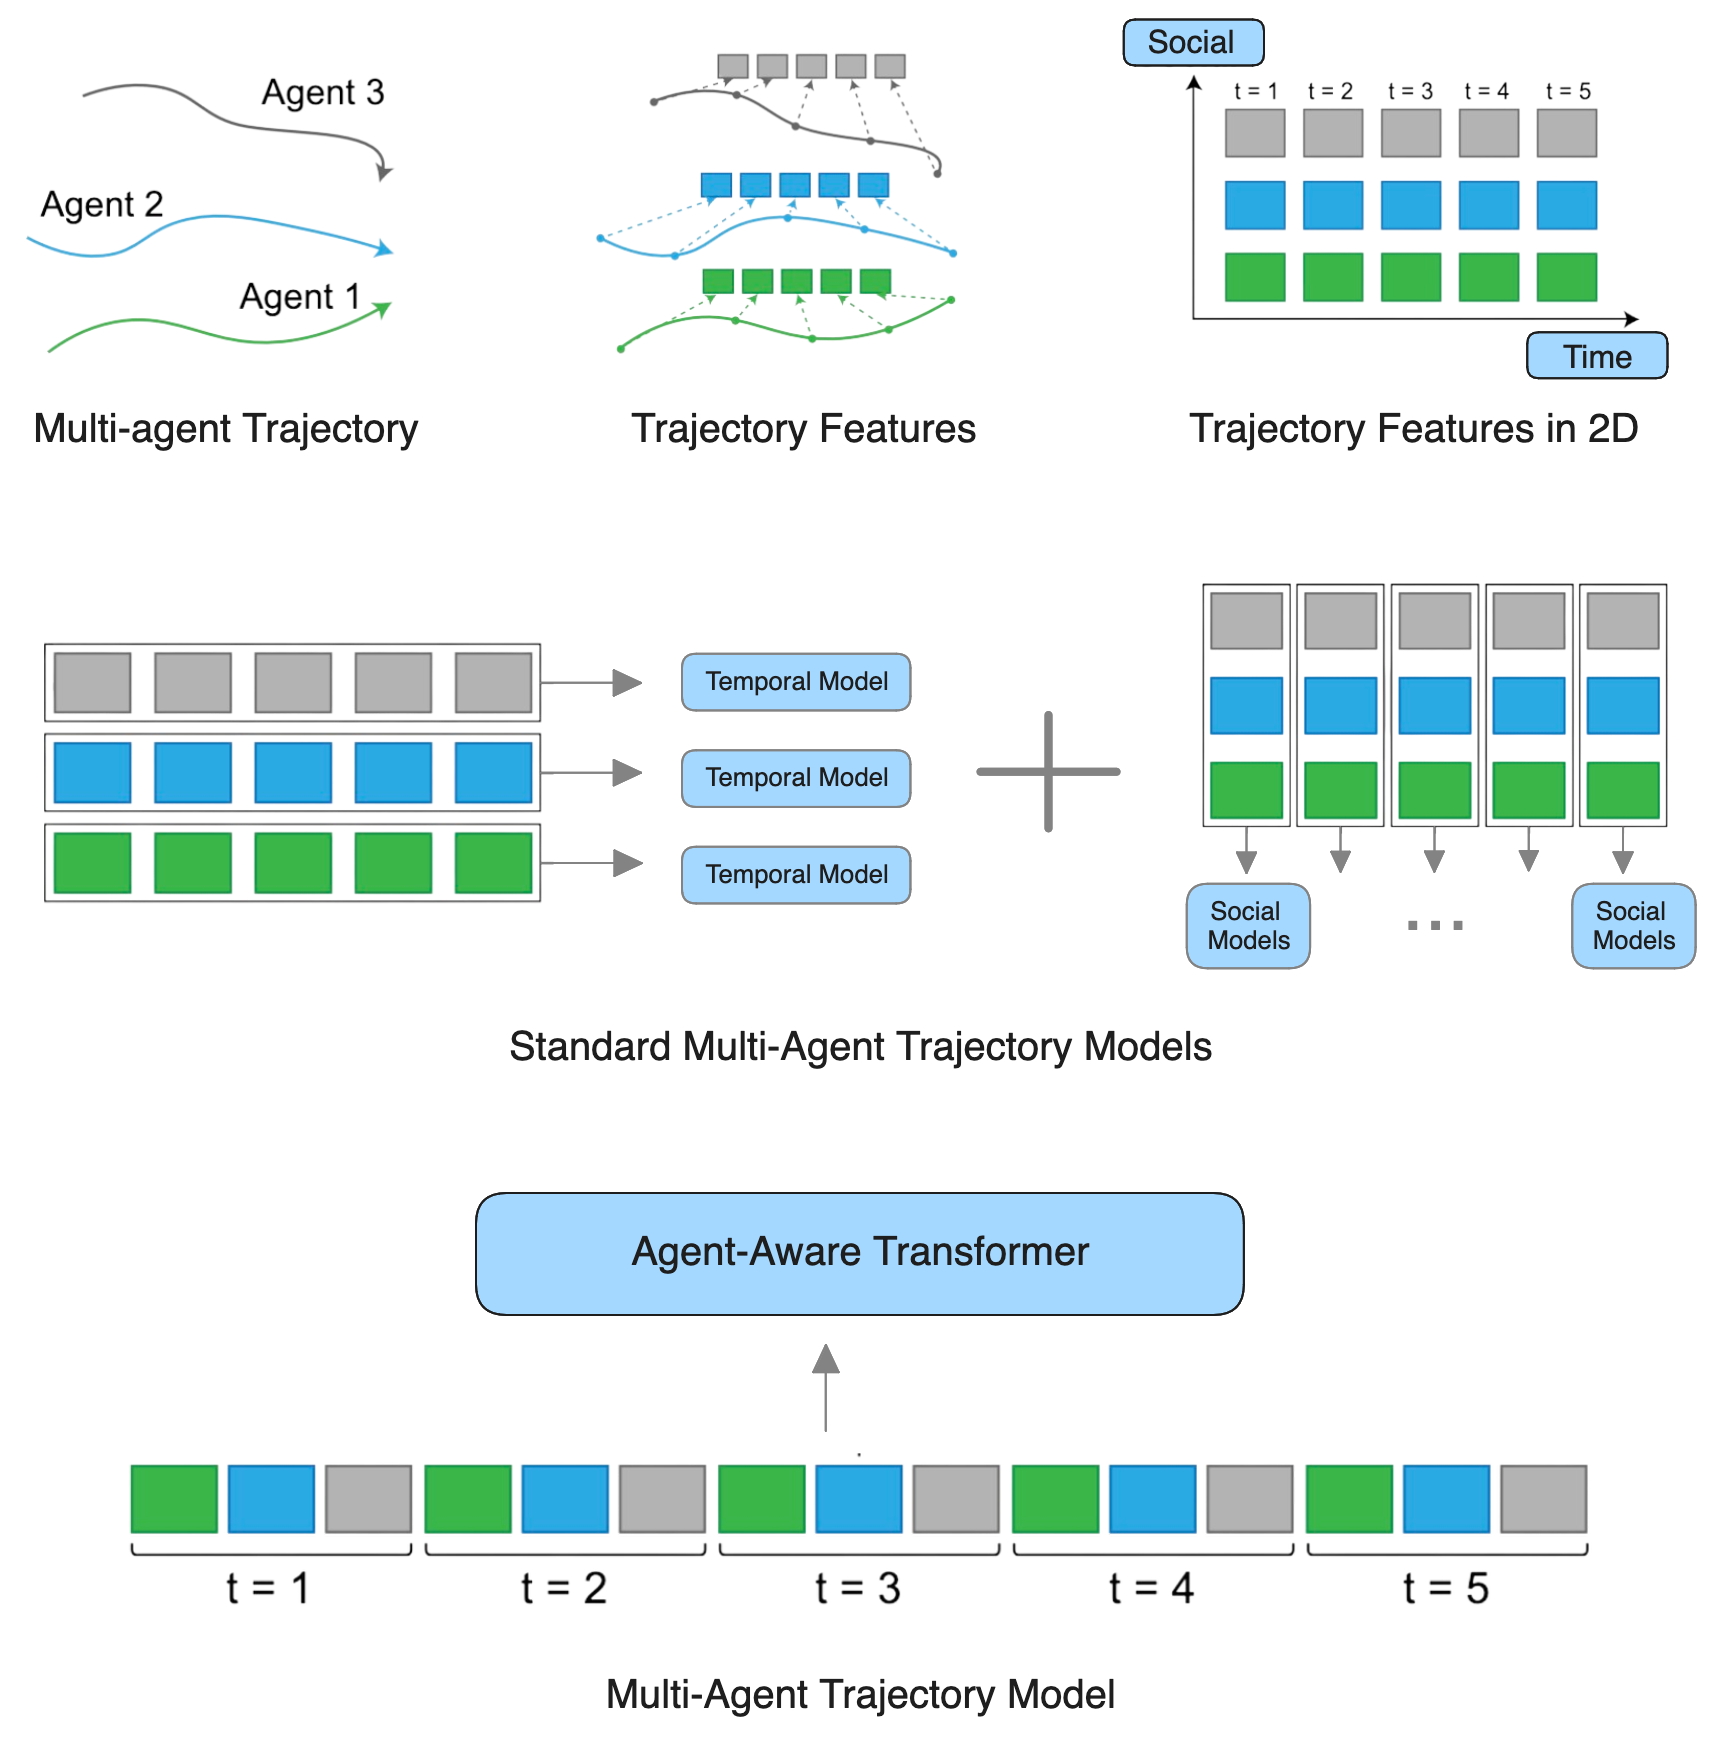 Agent 3
Agent 2
Agent 1
Multi-agent Trajectory
Trajectory Features
Social
t = 1 t = 2 t = 3 t = 4 t = 5
Time
Trajectory Features in 2D
Temporal Model
Temporal Model
Temporal Model
Social
Models
...
Social
Models
Standard Multi-Agent Trajectory Models
Agent-Aware Transformer
t = 1 t = 2 t = 3 t = 4 t = 5
Multi-Agent Trajectory Model